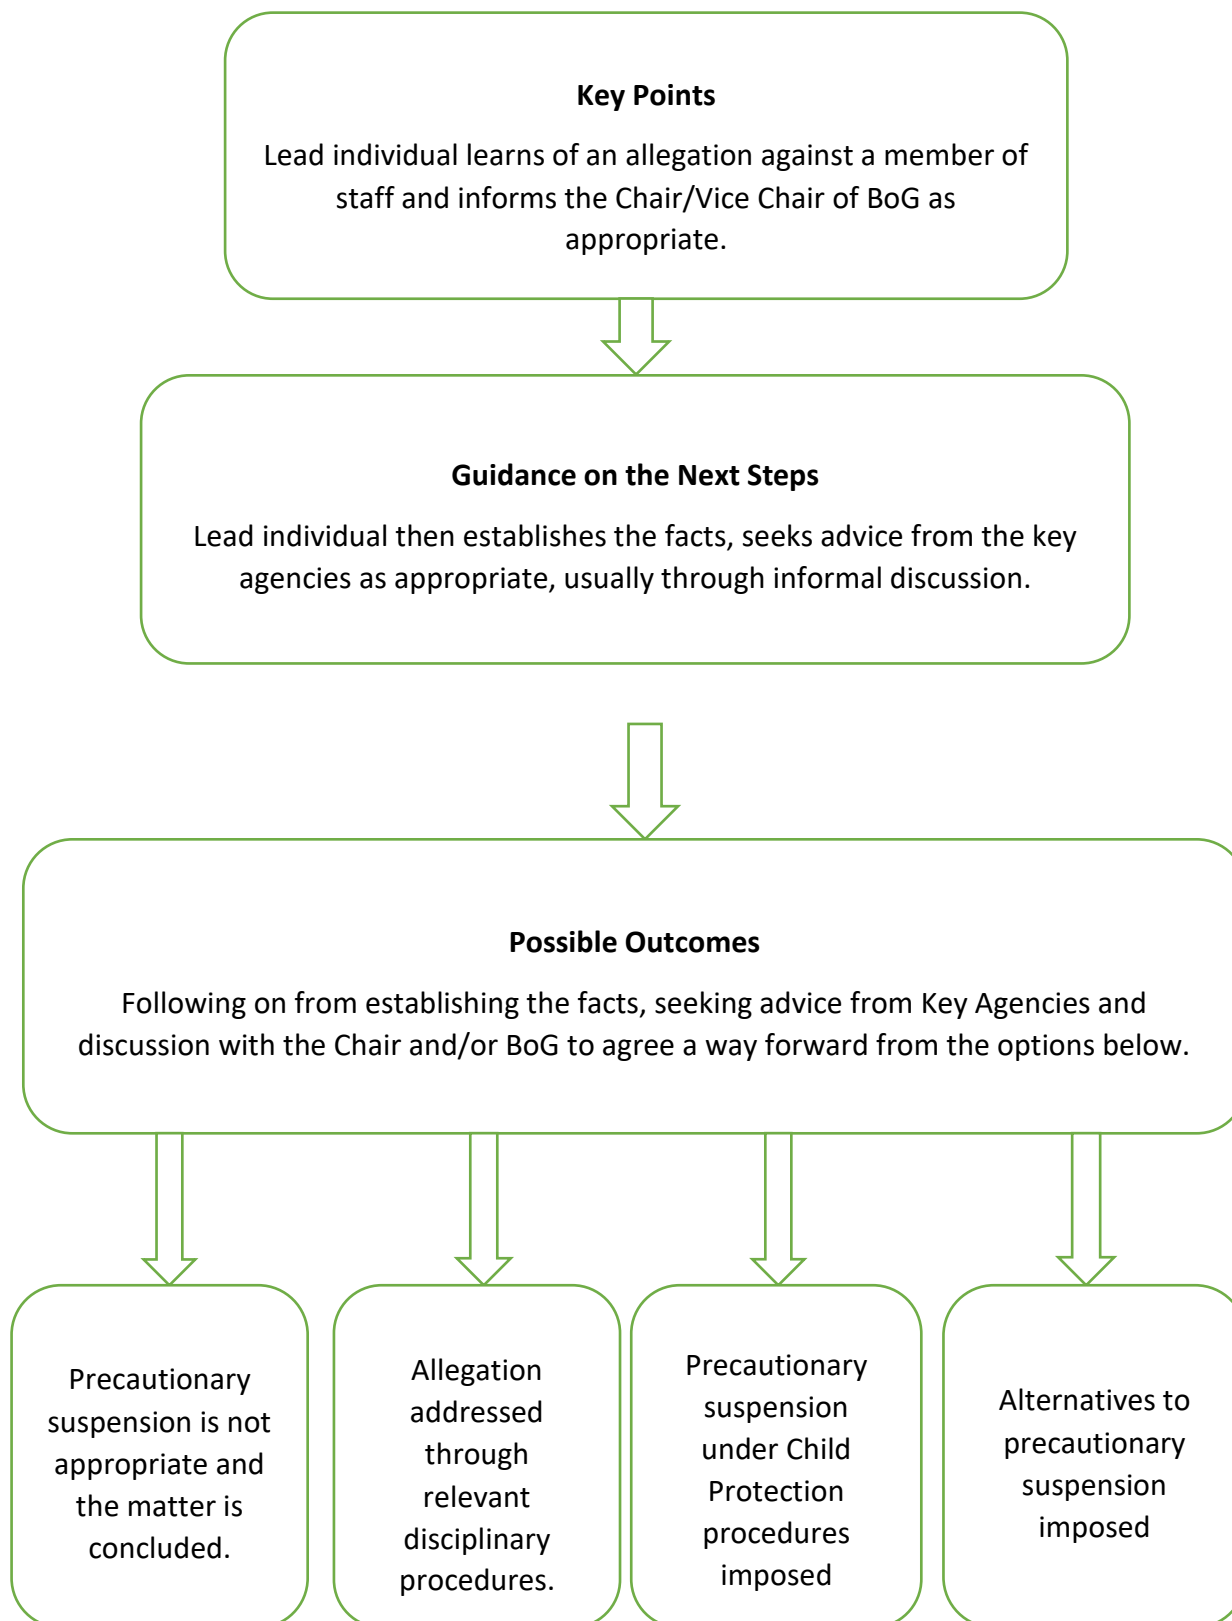 Key Points
Lead individual learns of an allegation against a member of
staff and informs the Chair/Vice Chair of BoG as
appropriate.
Guidance on the Next Steps
Lead individual then establishes the facts, seeks advice from the key
agencies as appropriate, usually through informal discussion.
Possible Outcomes
Following on from establishing the facts, seeking advice from Key Agencies and
discussion with the Chair and/or BoG to agree a way forward from the options below.
Precautionary
suspension is not
appropriate and
the matter is
concluded.
Allegation
addressed
through
relevant
disciplinary
procedures.
Precautionary
suspension
under Child
Protection
procedures
imposed
Alternatives to
precautionary
suspension
imposed